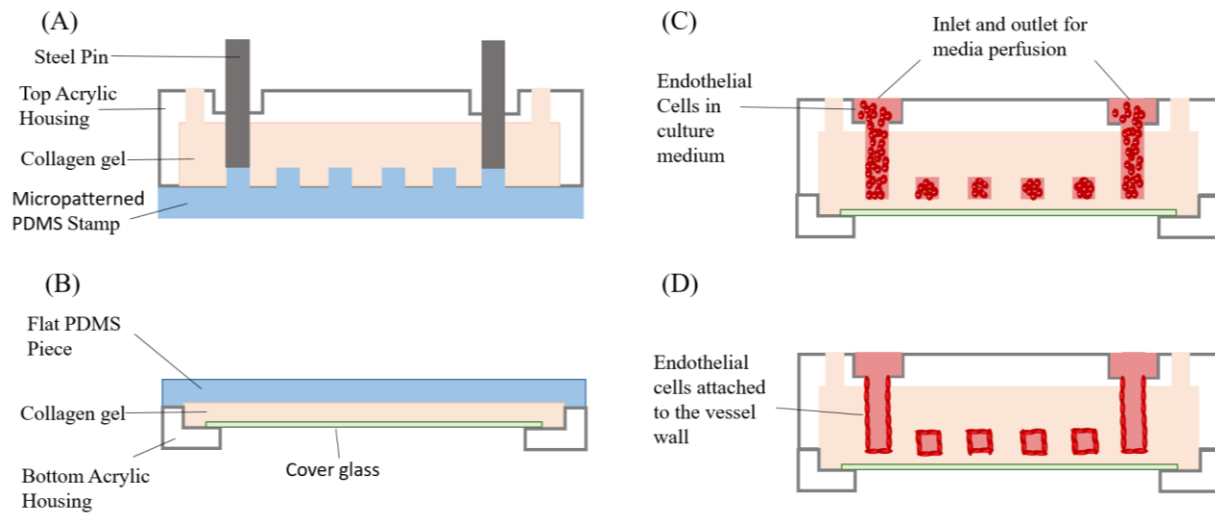 (A)
Steel Pin
Top Acrylic
Housing
Collagen gel
Micropatterned
PDMS Stamp
(B)
Flat PDMS
Piece
Collagen gel
Bottom Acrylic
Housing
Cover glass
(C)
Inlet and outlet for
media perfusion
Endothelial
Cells in
culture
medium
(D)
Endothelial
cells attached
to the vessel
wall